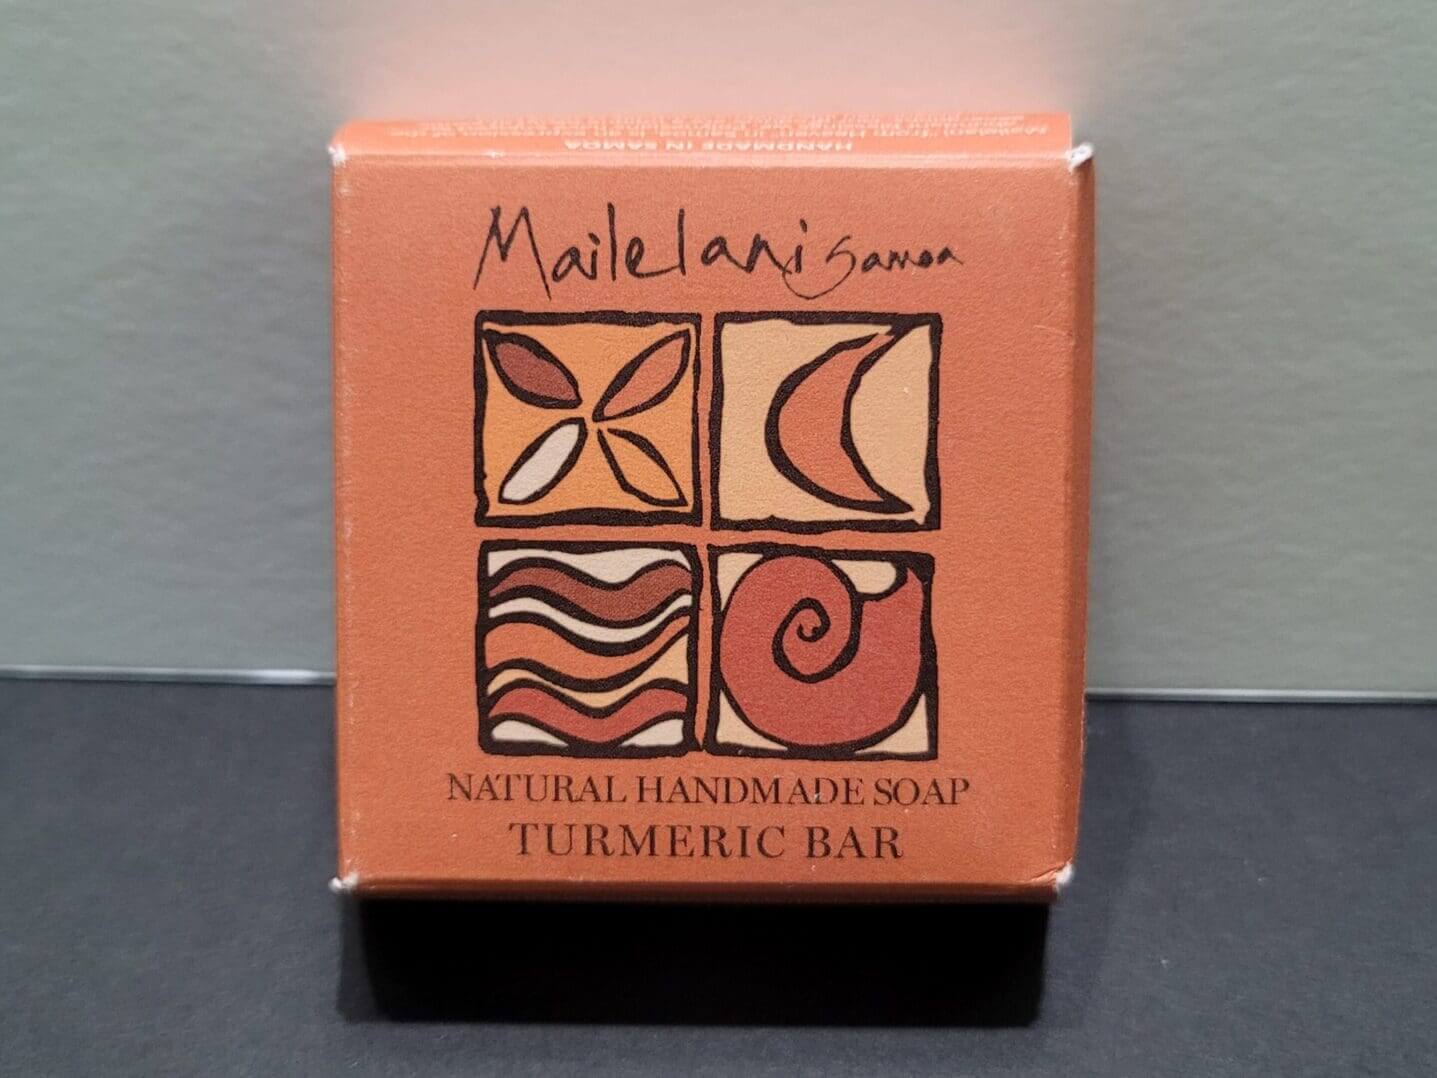 HANDMADE IN SAMOA
Mailelani Samoa
NATURAL HANDMADE SOAP
TURMERIC BAR